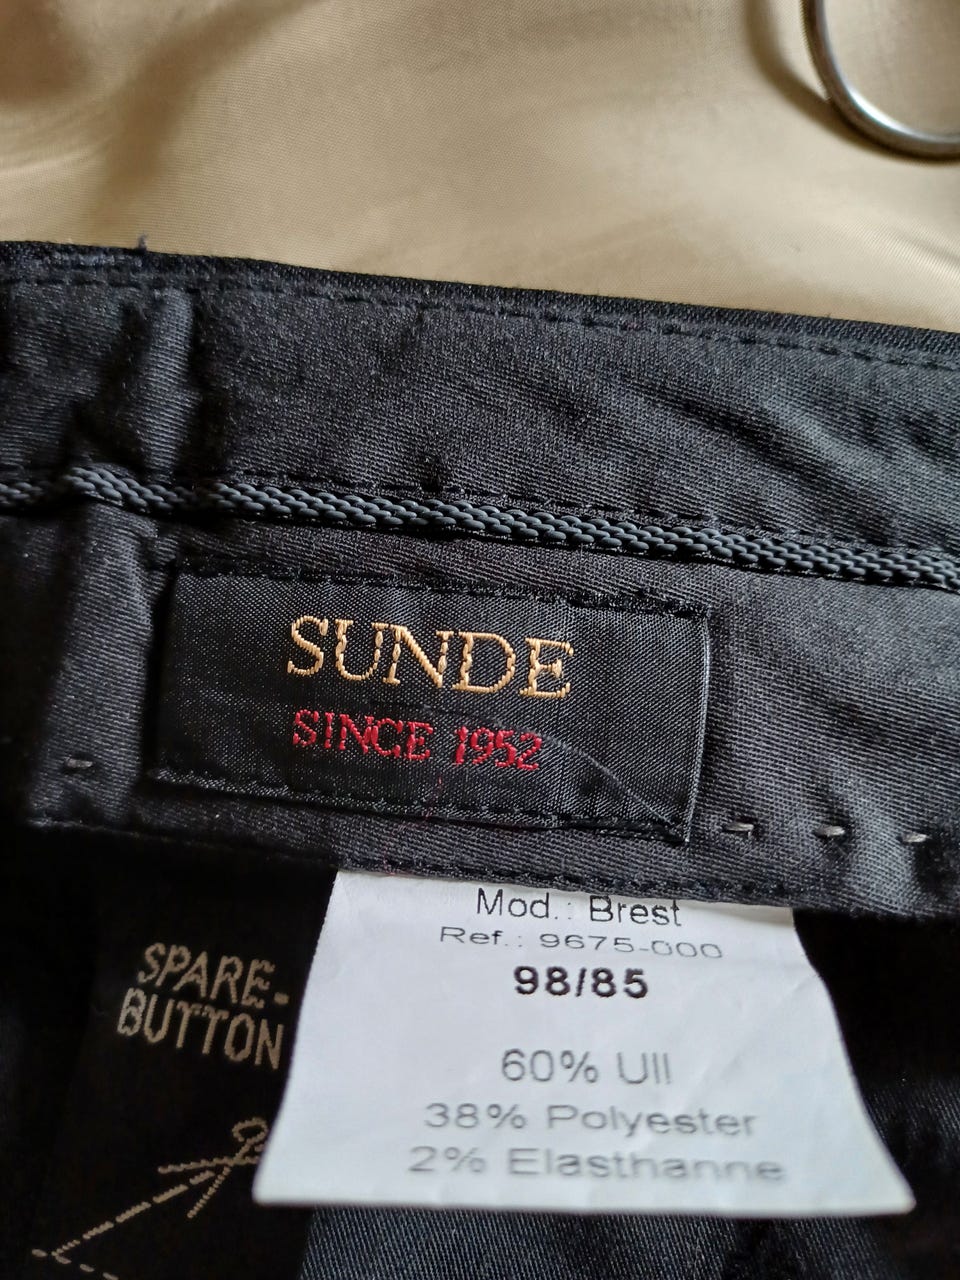 SUNDE
SINCE 1952
Mod.: Brest
Ref.: 9675-000
98/85
60% Ull
38% Polyester
2% Elasthanne
SPARE-
BUTTON